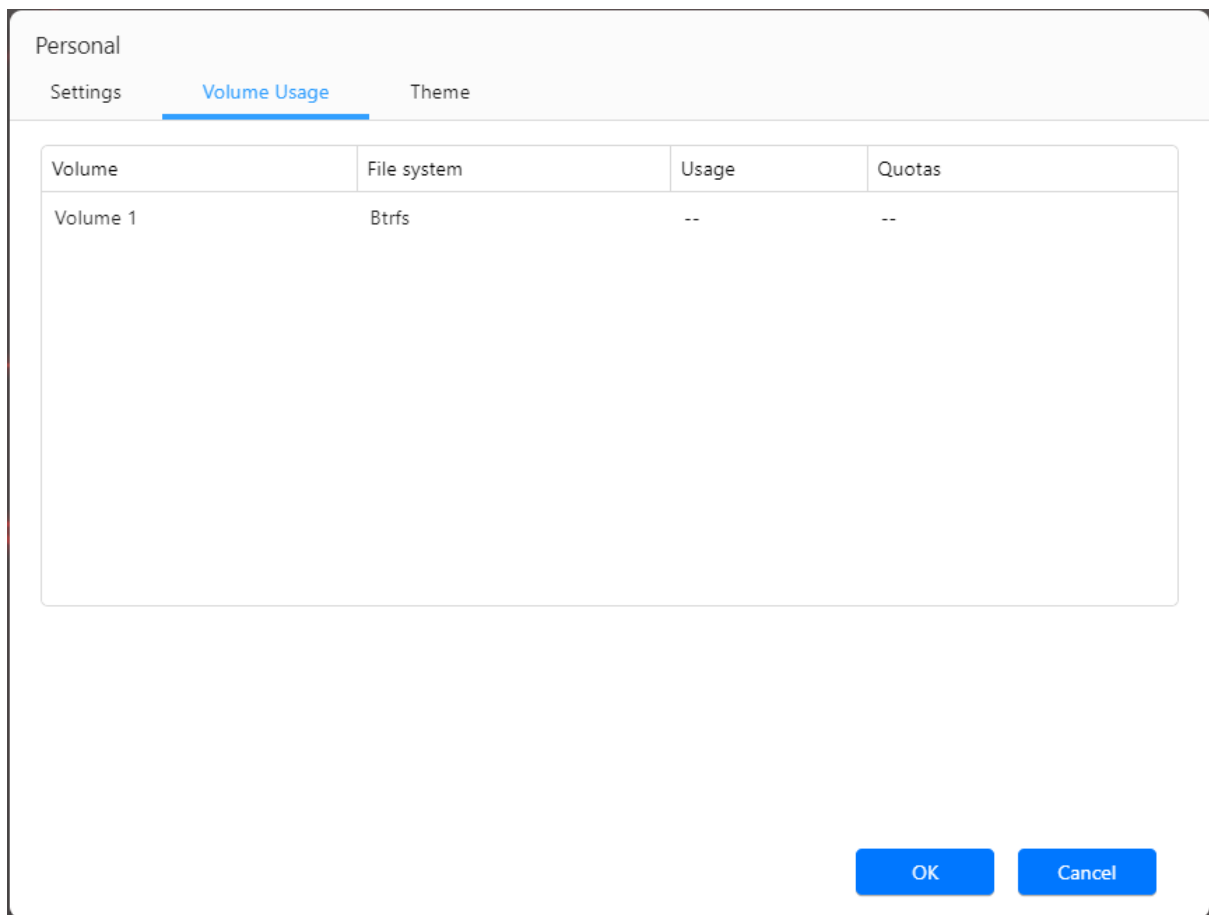 Personal
Settings Volume Usage Theme
Volume File system Usage Quotas
Volume 1 Btrfs -- --
OK Cancel